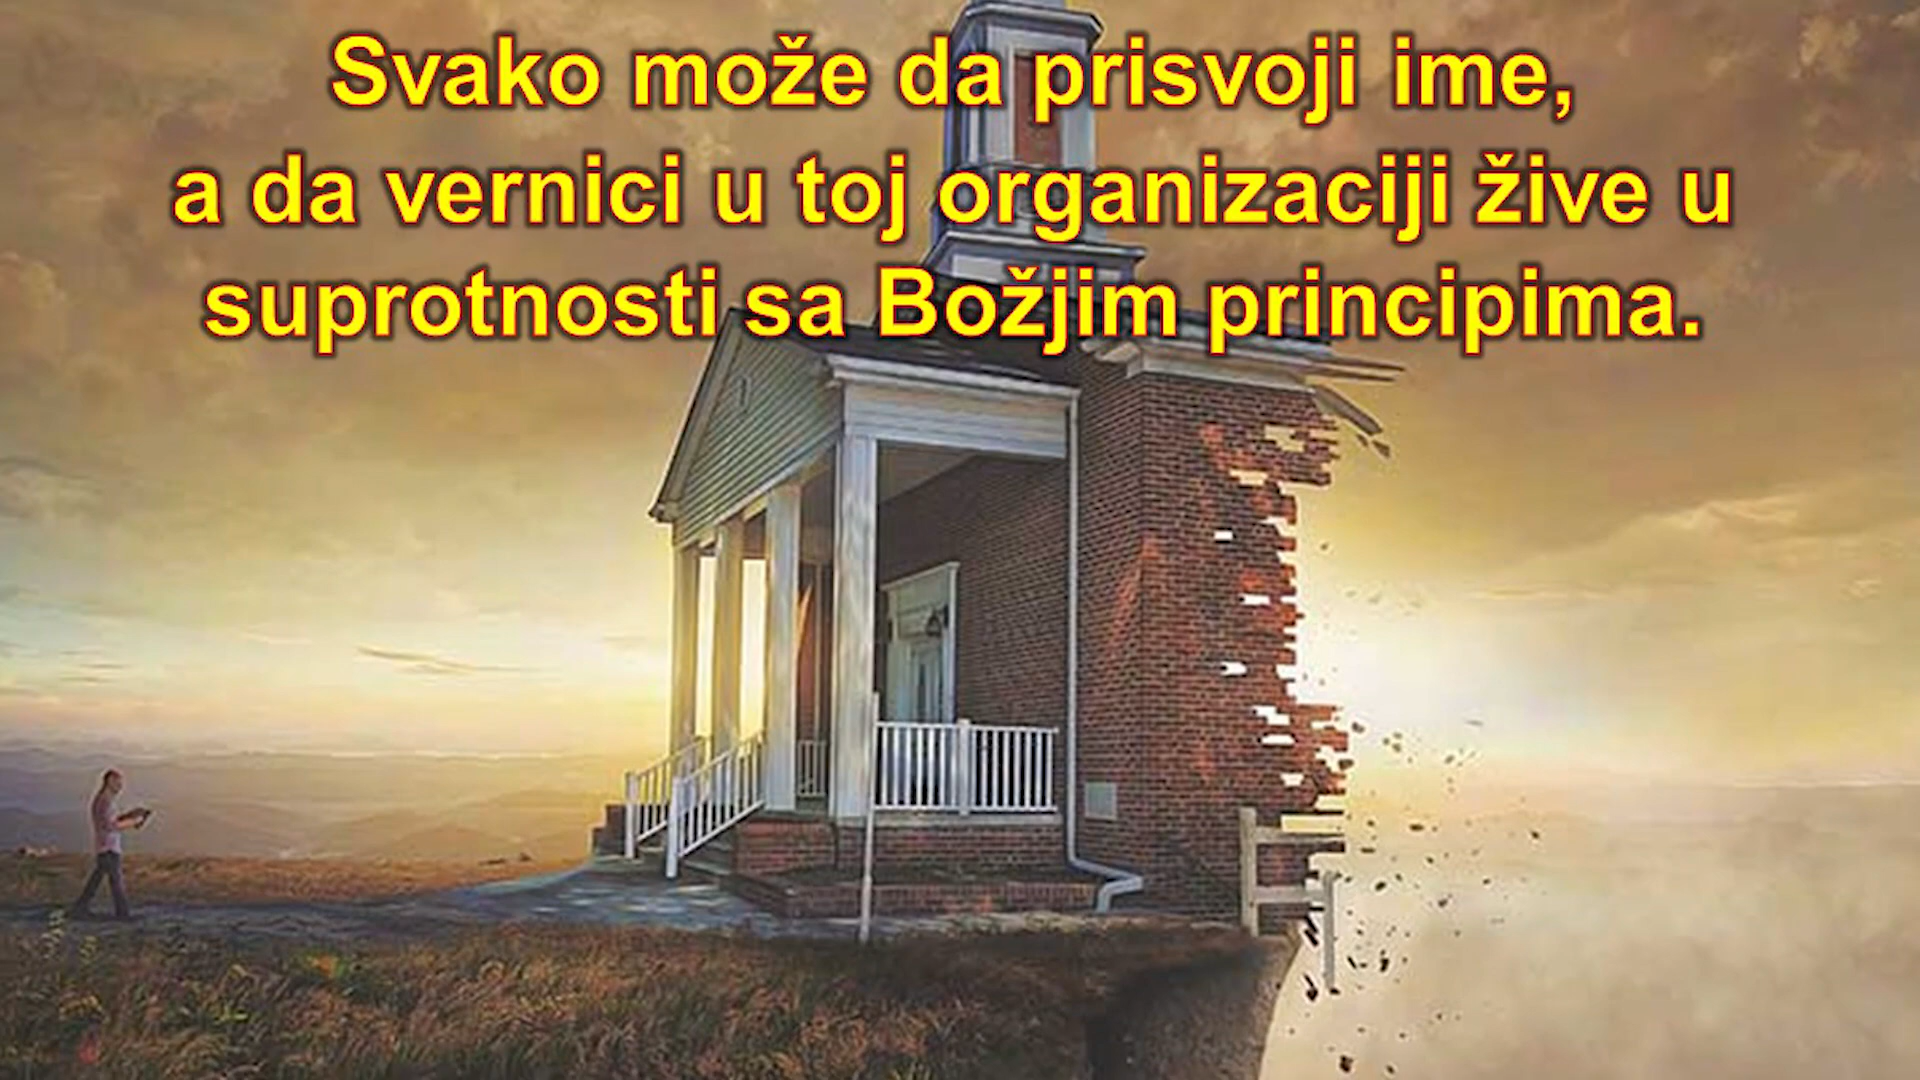 Svako može da prisvoji ime,
a da vernici u toj organizaciji žive u
suprotnosti sa Božjim principima.